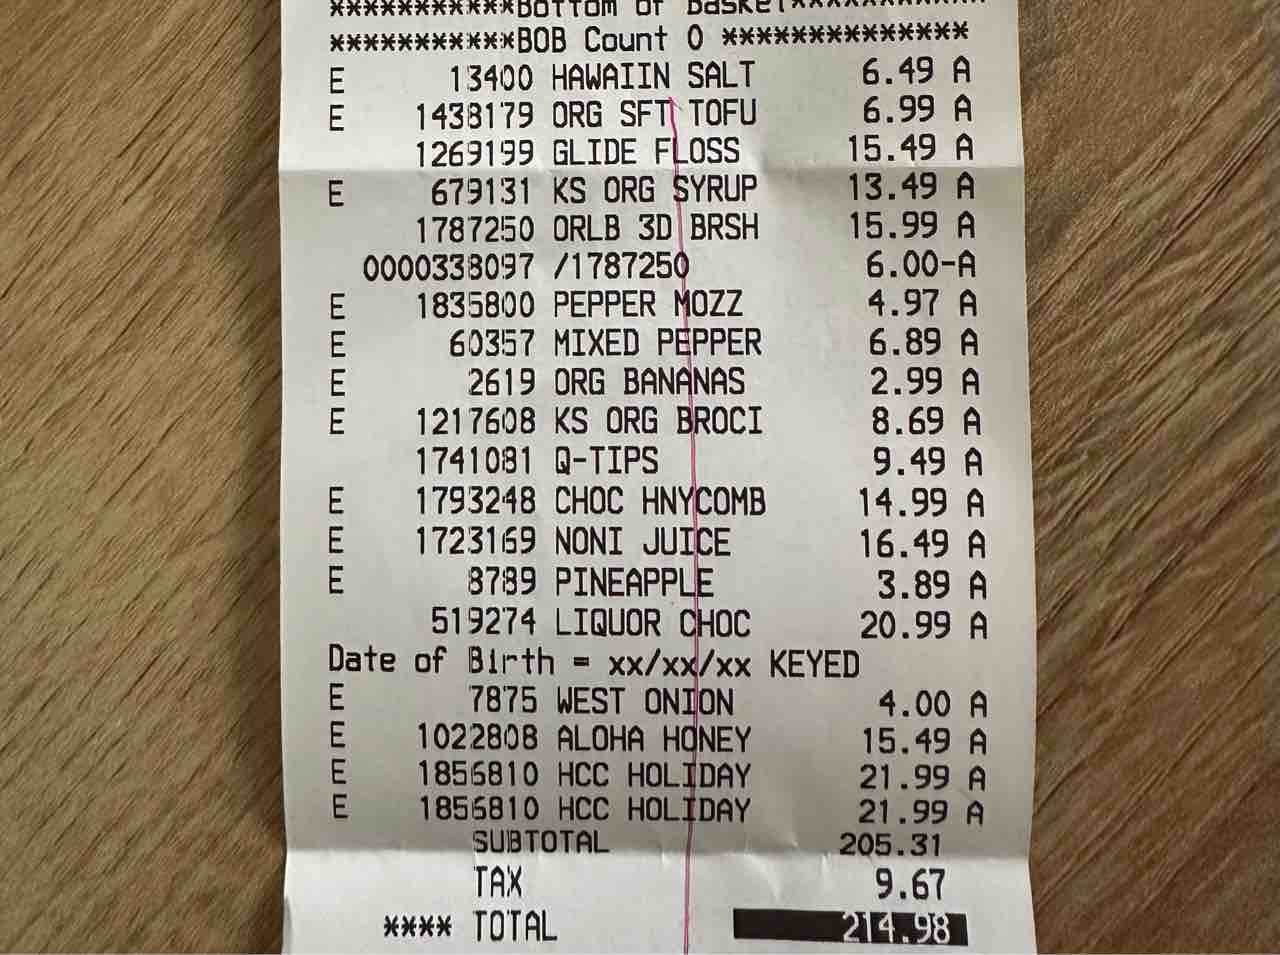 ***********Bottom of Basket************
***********BOB Count 0 **************
E 13400 HAWAIIN SALT 6.49 A
E 1438179 ORG SFT TOFU 6.99 A
1269199 GLIDE FLOSS 15.49 A
E 679131 KS ORG SYRUP 13.49 A
1787250 ORLB 3D BRSH 15.99 A
0000338097 /1787250 6.00-A
E 1835800 PEPPER MOZZ 4.97 A
E 60357 MIXED PEPPER 6.89 A
E 2619 ORG BANANAS 2.99 A
E 1217608 KS ORG BROCI 8.69 A
1741081 Q-TIPS 9.49 A
E 1793248 CHOC HNYCOMB 14.99 A
E 1723169 NONI JUICE 16.49 A
E 8789 PINEAPPLE 3.89 A
519274 LIQUOR CHOC 20.99 A
Date of Birth = xx/xx/xx KEYED
E 7875 WEST ONION 4.00 A
E 1022808 ALOHA HONEY 15.49 A
E 1856810 HCC HOLIDAY 21.99 A
E 1856810 HCC HOLIDAY 21.99 A
SUBTOTAL 205.31
TAX 9.67
**** TOTAL 214.98